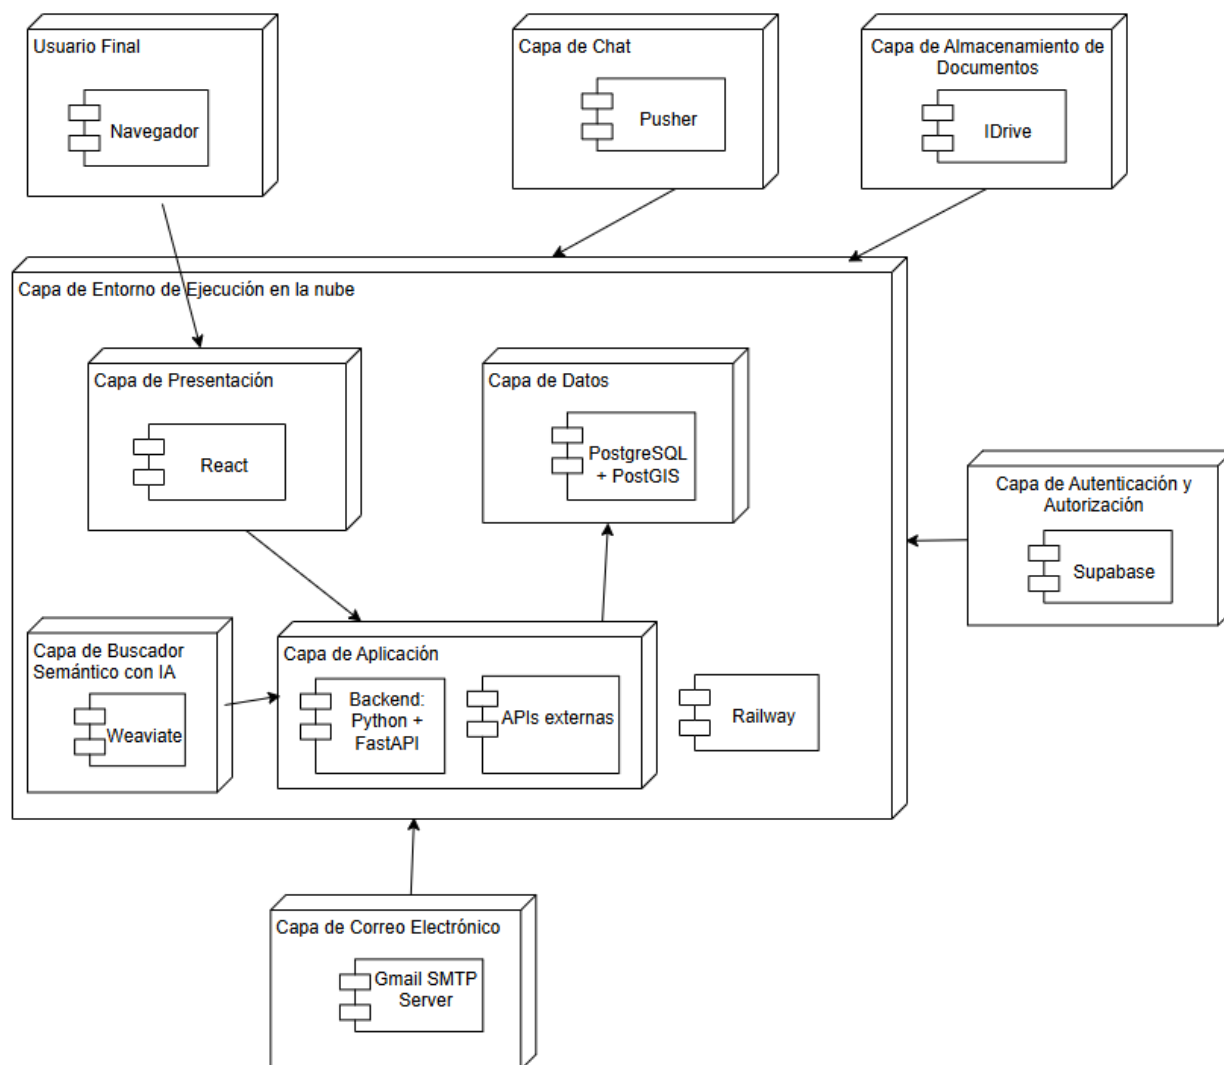 Usuario Final
Navegador
Capa de Chat
Pusher
Capa de Almacenamiento de
Documentos
IDrive
Capa de Entorno de Ejecución en la nube
Capa de Presentación
React
Capa de Datos
PostgreSQL
+ PostGIS
Capa de Autenticación y
Autorización
Supabase
Capa de Buscador
Semántico con IA
Weaviate
Capa de Aplicación
Backend:
Python +
FastAPI
APIs externas
Railway
Capa de Correo Electrónico
Gmail SMTP
Server